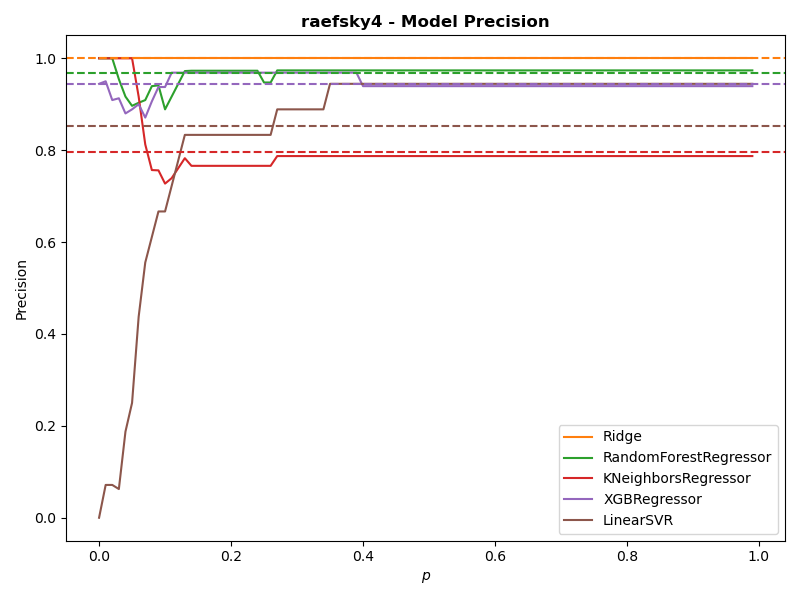 raefsky4 - Model Precision
Precision
1.0
0.8
0.6
0.4
0.2
0.0
0.0
0.2
0.4
0.6
0.8
1.0
p
Ridge
RandomForestRegressor
KNeighborsRegressor
XGBRegressor
LinearSVR